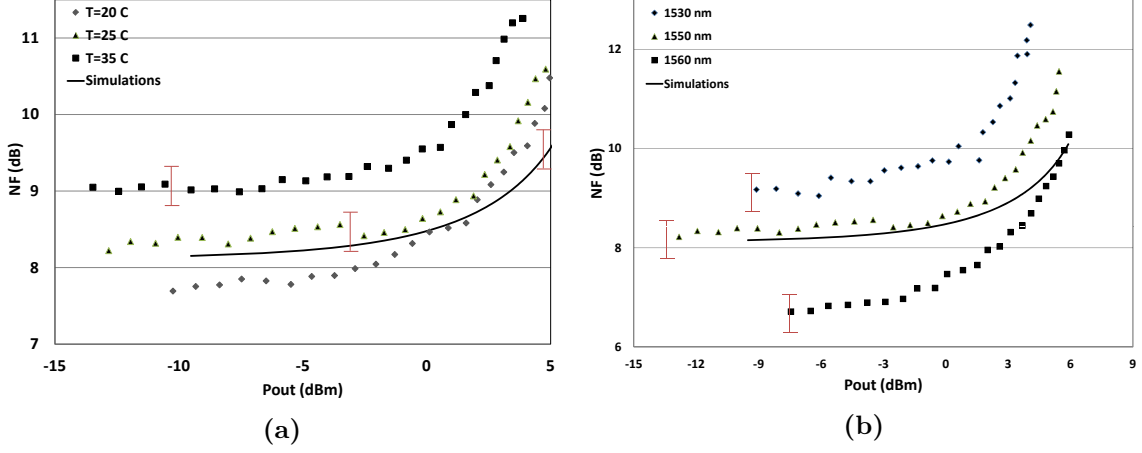 T=20 C
T=25 C
T=35 C
Simulations
11
10
9
8
7
NF (dB)
-15
-10
-5
0
5
Pout (dBm)
(a)
1530 nm
1550 nm
1560 nm
Simulations
12
10
8
6
NF (dB)
-15
-12
-9
-6
-3
0
3
6
9
Pout (dBm)
(b)